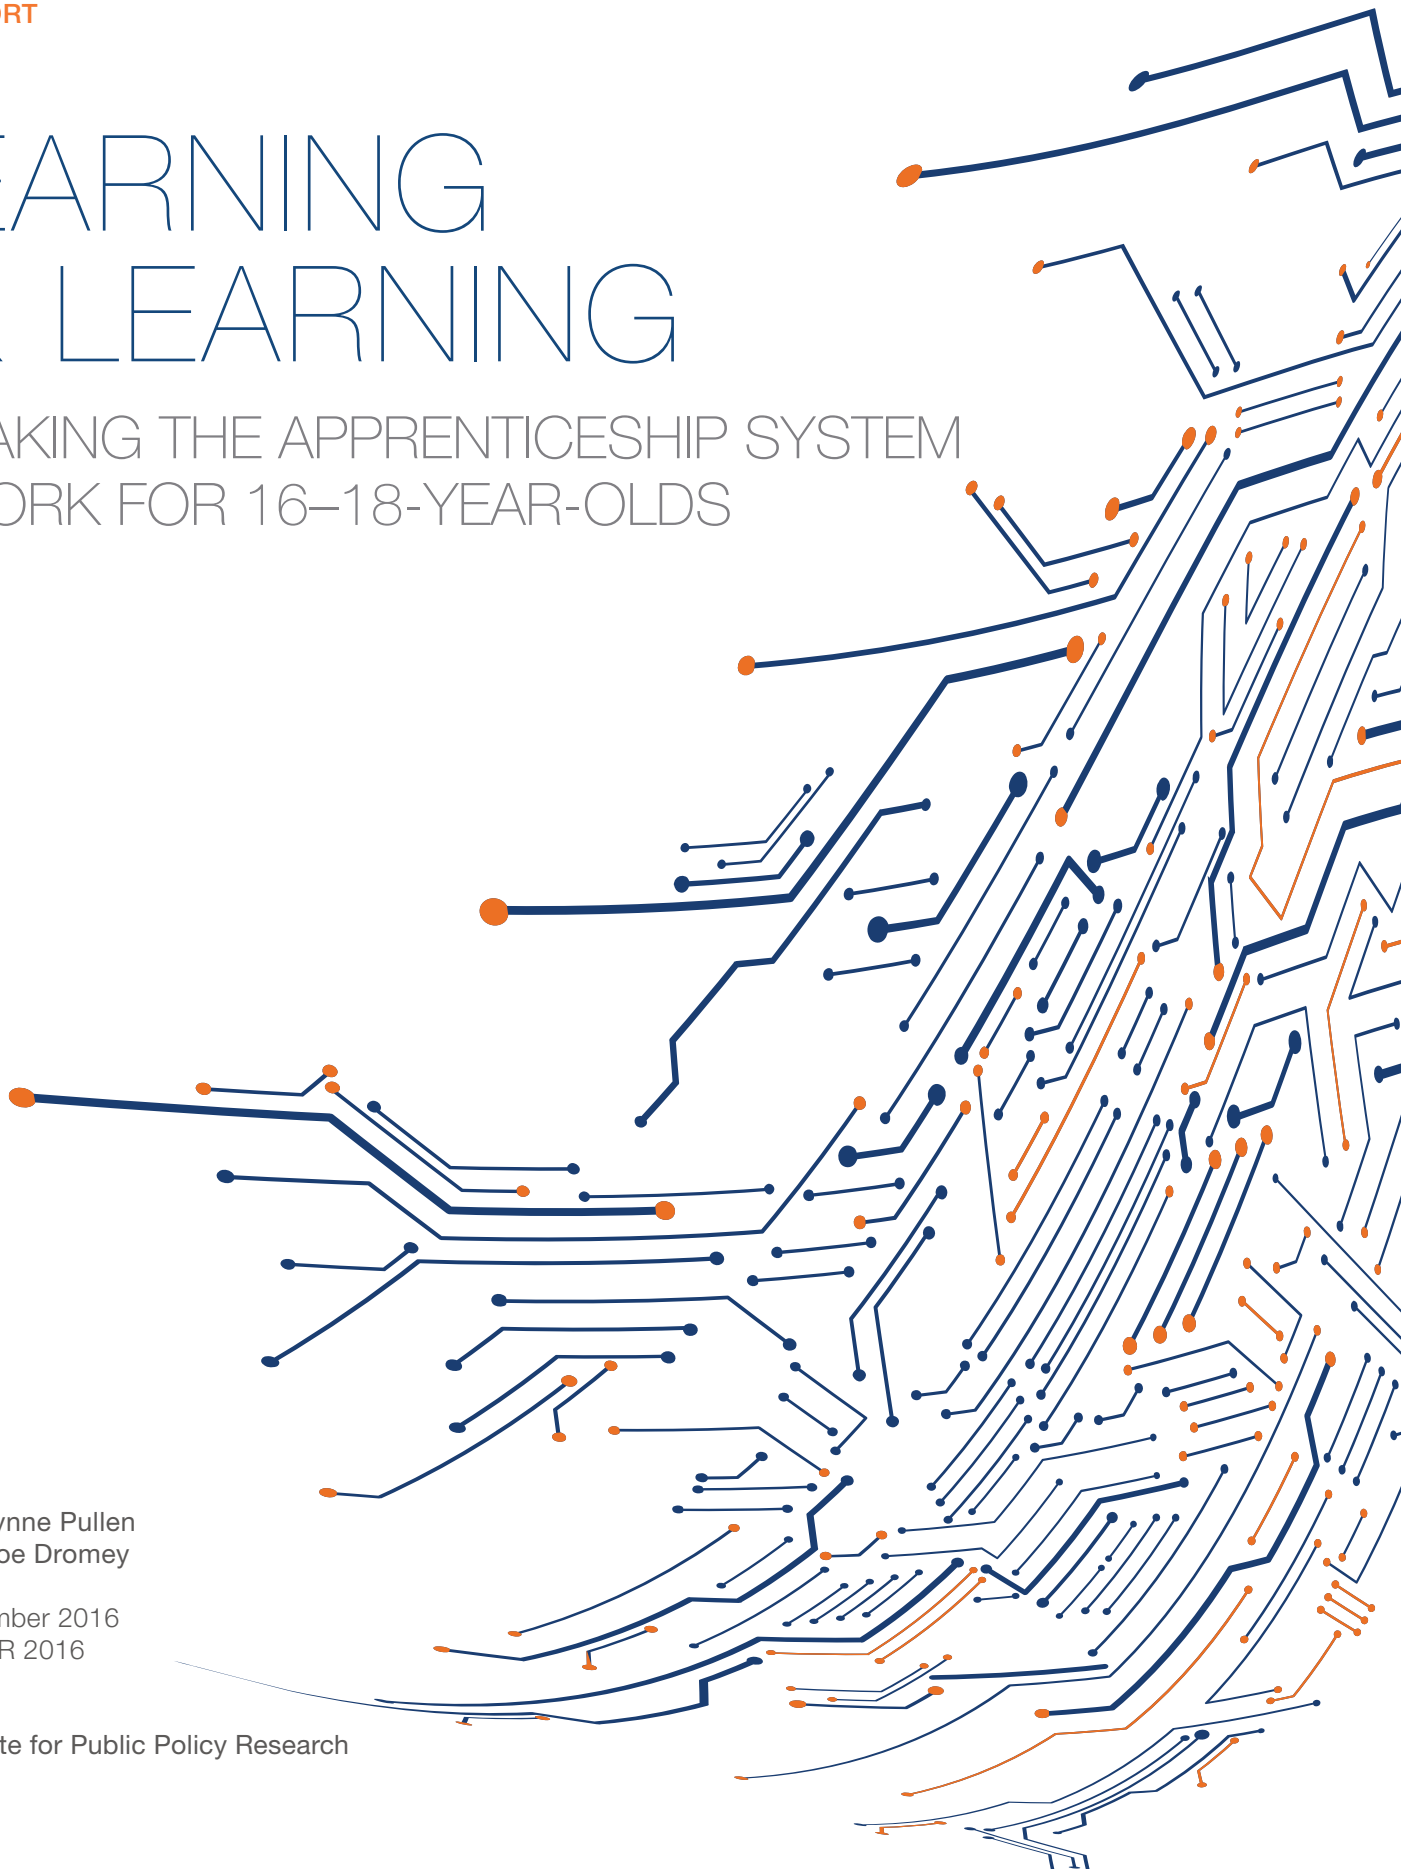 ORT
EARNING
R LEARNING
AKING THE APPRENTICESHIP SYSTEM
ORK FOR 16–18-YEAR-OLDS
ynne Pullen
oe Dromey
mber 2016
R 2016
te for Public Policy Research